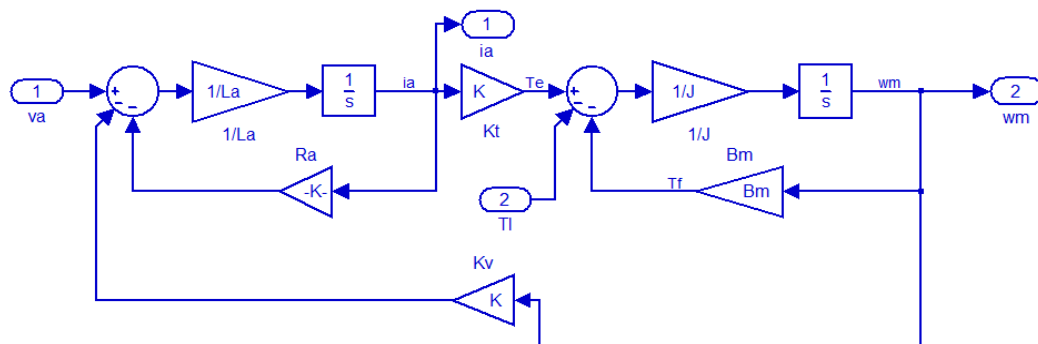 1
ia
1
va
+
−
−
1/La
1/La
1
s
ia
K
Kt
Te
+
−
−
1/J
1/J
1
s
wm
2
wm
Ra
-K-
2
Tl
Tf
Bm
Bm
Kv
K